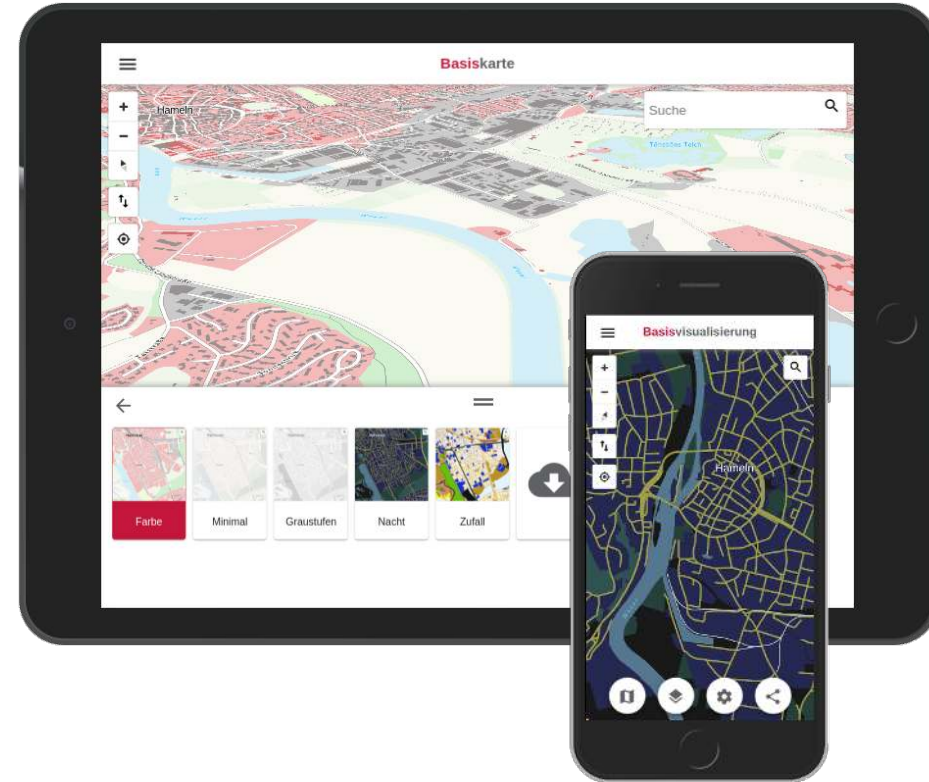 Basiskarte
+
Hameln
Suche
−
Basisvisualisierung
+
−
Hameln
Farbe
Minimal
Graustufen
Nacht
Zufall